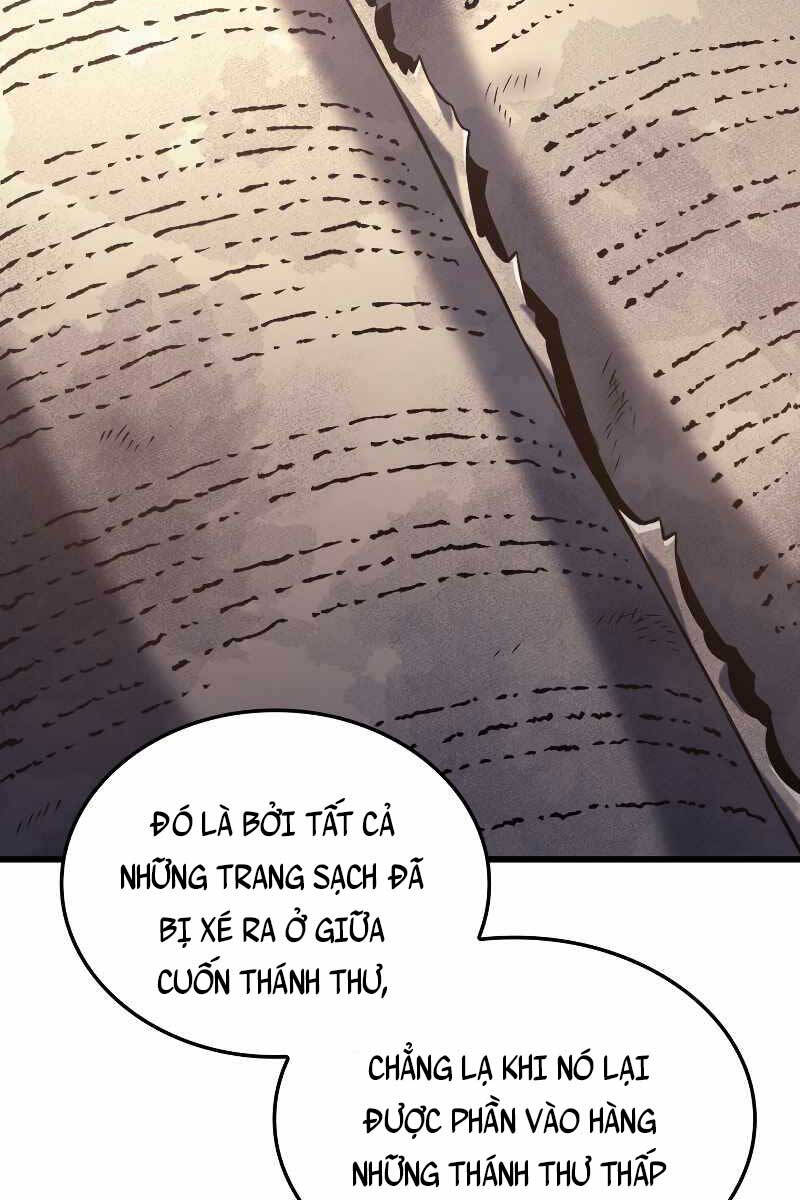 ĐÓ LÀ BỞI TẤT CẢ
NHỮNG TRANG SẠCH ĐÃ
BỊ XÉ RA Ở GIỮA
CUỐN THÁNH THƯ,
CHẲNG LẠ KHI NÓ LẠI
ĐƯỢC PHẦN VÀO HÀNG
NHỮNG THÁNH THƯ THẤP